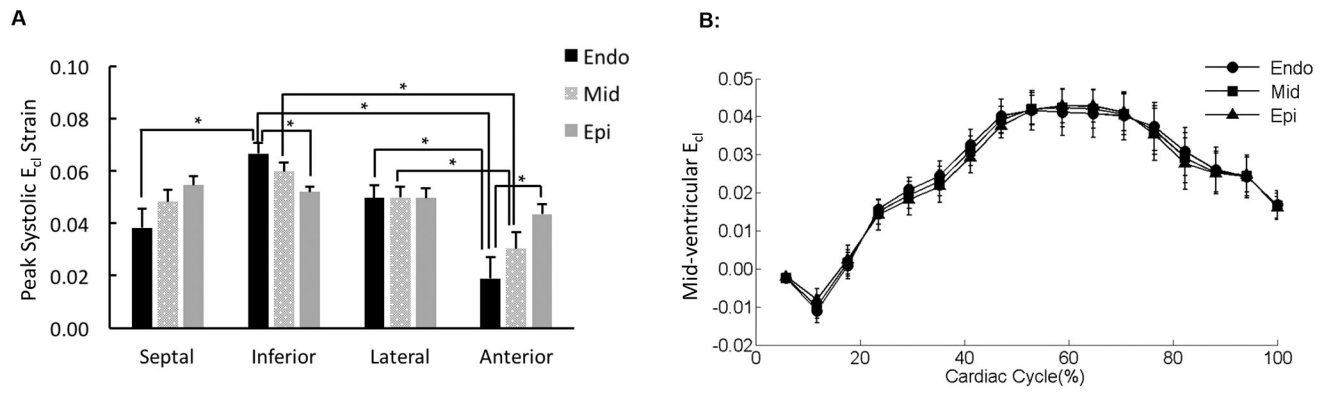 A
Peak Systolic Ecl Strain
0.10
0.08
0.06
0.04
0.02
0.00
*
*
*
*
*
*
*
Endo
Mid
Epi
Septal Inferior Lateral Anterior
B:
Mid-ventricular Ecl
0.05
0.04
0.03
0.02
0.01
0.00
-0.01
-0.02
0 20 40 60 80 100
Cardiac Cycle(%)
Endo
Mid
Epi